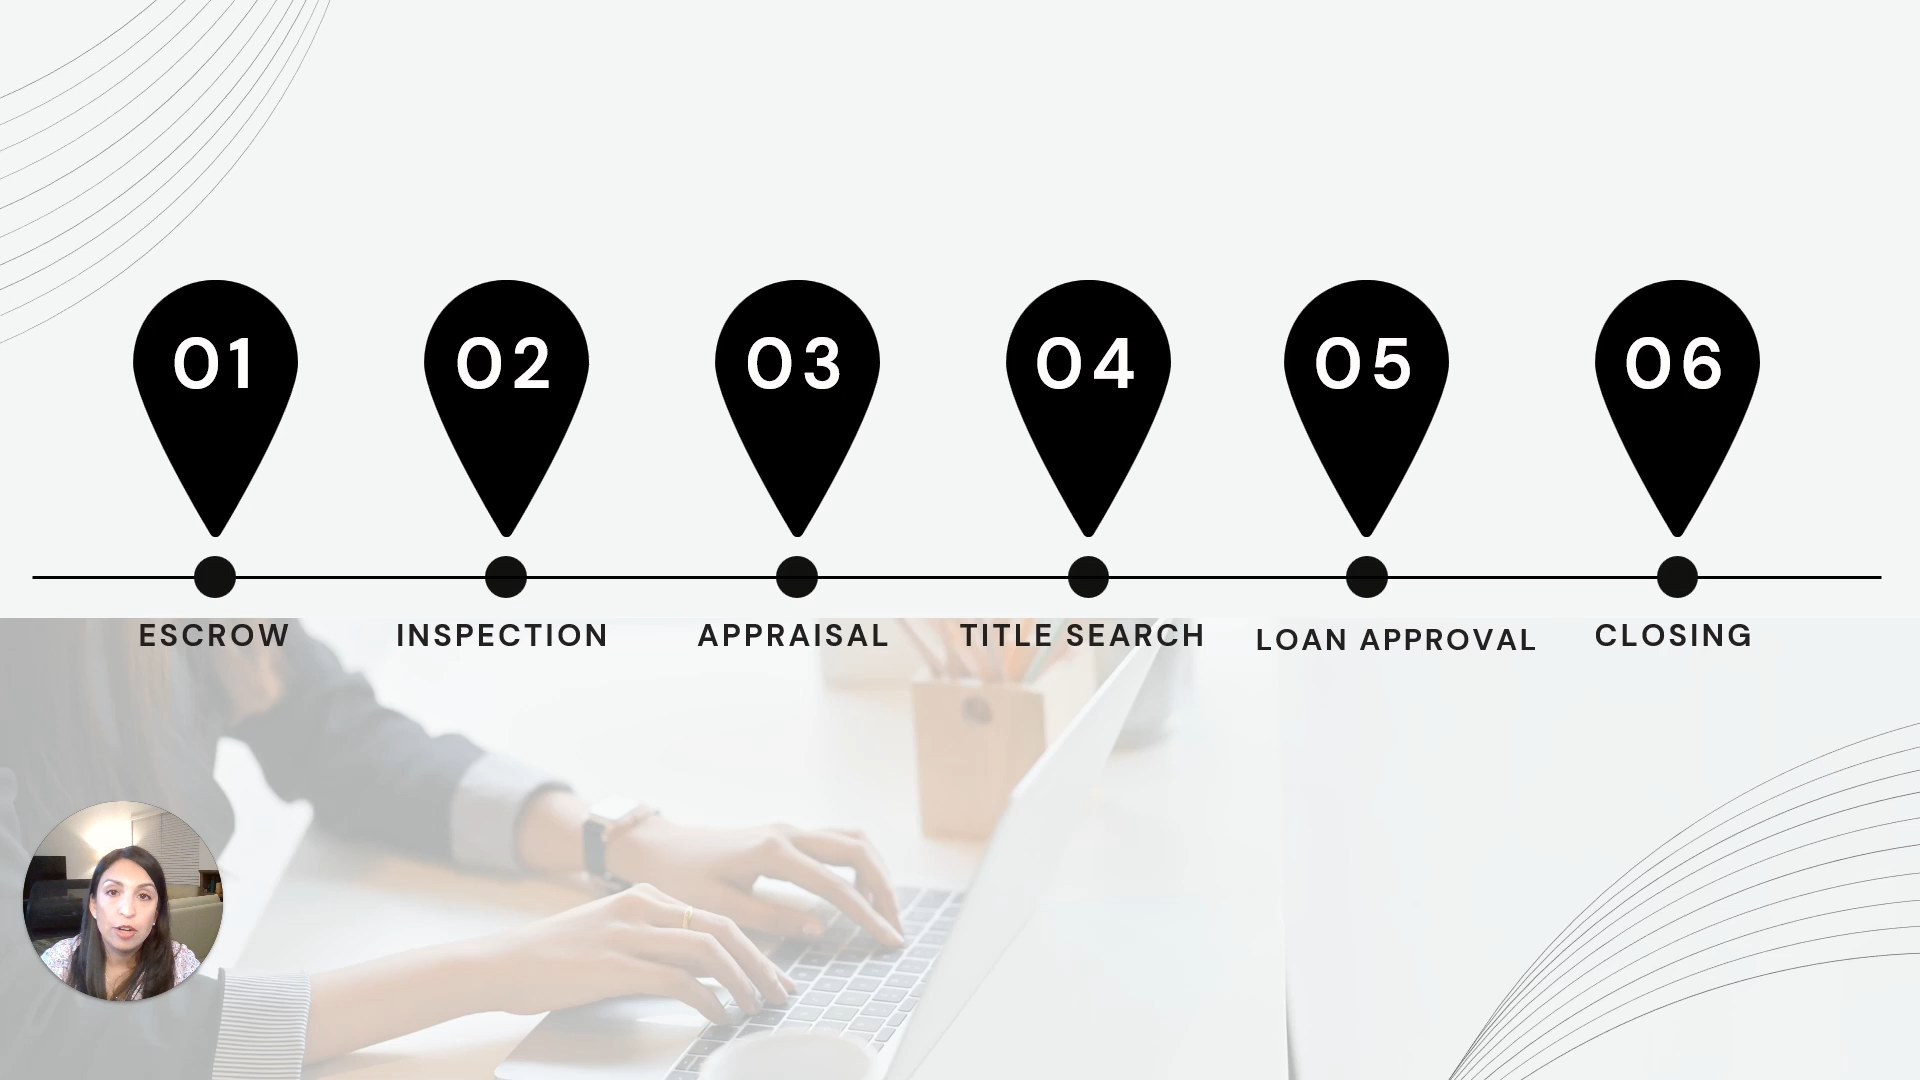 01
02
03
04
05
06
ESCROW
INSPECTION
APPRAISAL
TITLE SEARCH
LOAN APPROVAL
CLOSING